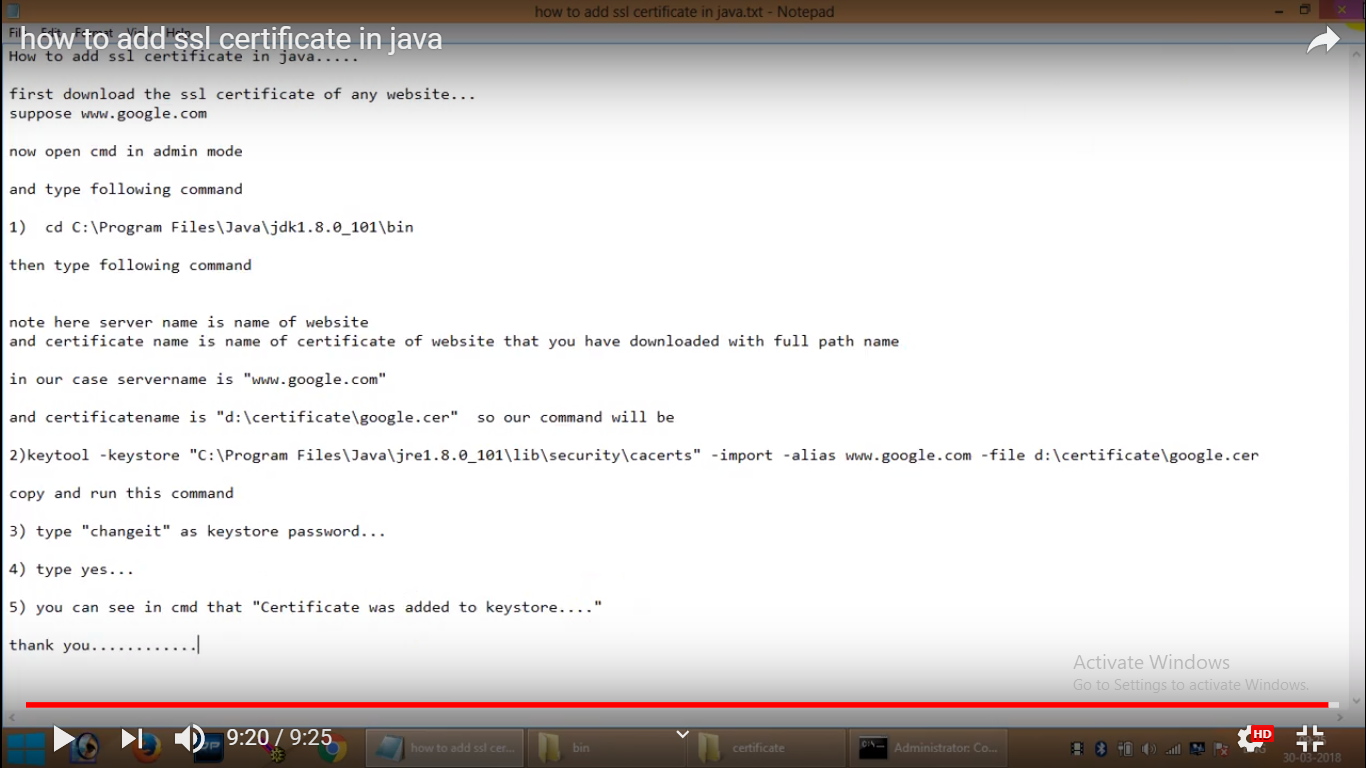 how to add ssl certificate in java.txt - Notepad
File Edit Format View Help
how to add ssl certificate in java
How to add ssl certificate in java.....
first download the ssl certificate of any website...
suppose www.google.com
now open cmd in admin mode
and type following command
1)  cd C:\Program Files\Java\jdk1.8.0_101\bin
then type following command
note here server name is name of website
and certificate name is name of certificate of website that you have downloaded with full path name
in our case servername is "www.google.com"
and certificatename is "d:\certificate\google.cer"  so our command will be
2)keytool -keystore "C:\Program Files\Java\jre1.8.0_101\lib\security\cacerts" -import -alias www.google.com -file d:\certificate\google.cer
copy and run this command
3) type "changeit" as keystore password...
4) type yes...
5) you can see in cmd that "Certificate was added to keystore...."
thank you............
Activate Windows
Go to Settings to activate Windows.
9:20 / 9:25
HD
how to add ssl cer...
bin
certificate
Administrator: Co...
30-03-2018